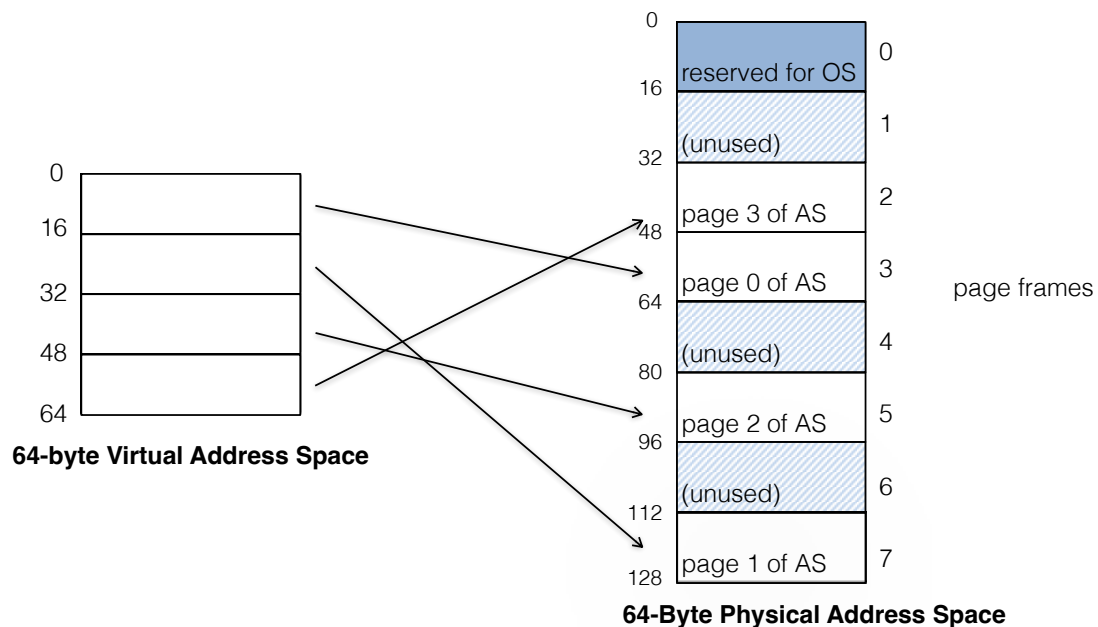 0
16
32
48
64
64-byte Virtual Address Space
0
reserved for OS
0
16
(unused)
1
32
page 3 of AS
2
48
page 0 of AS
3
64
(unused)
4
80
page 2 of AS
5
96
(unused)
6
112
page 1 of AS
7
128
page frames
64-Byte Physical Address Space